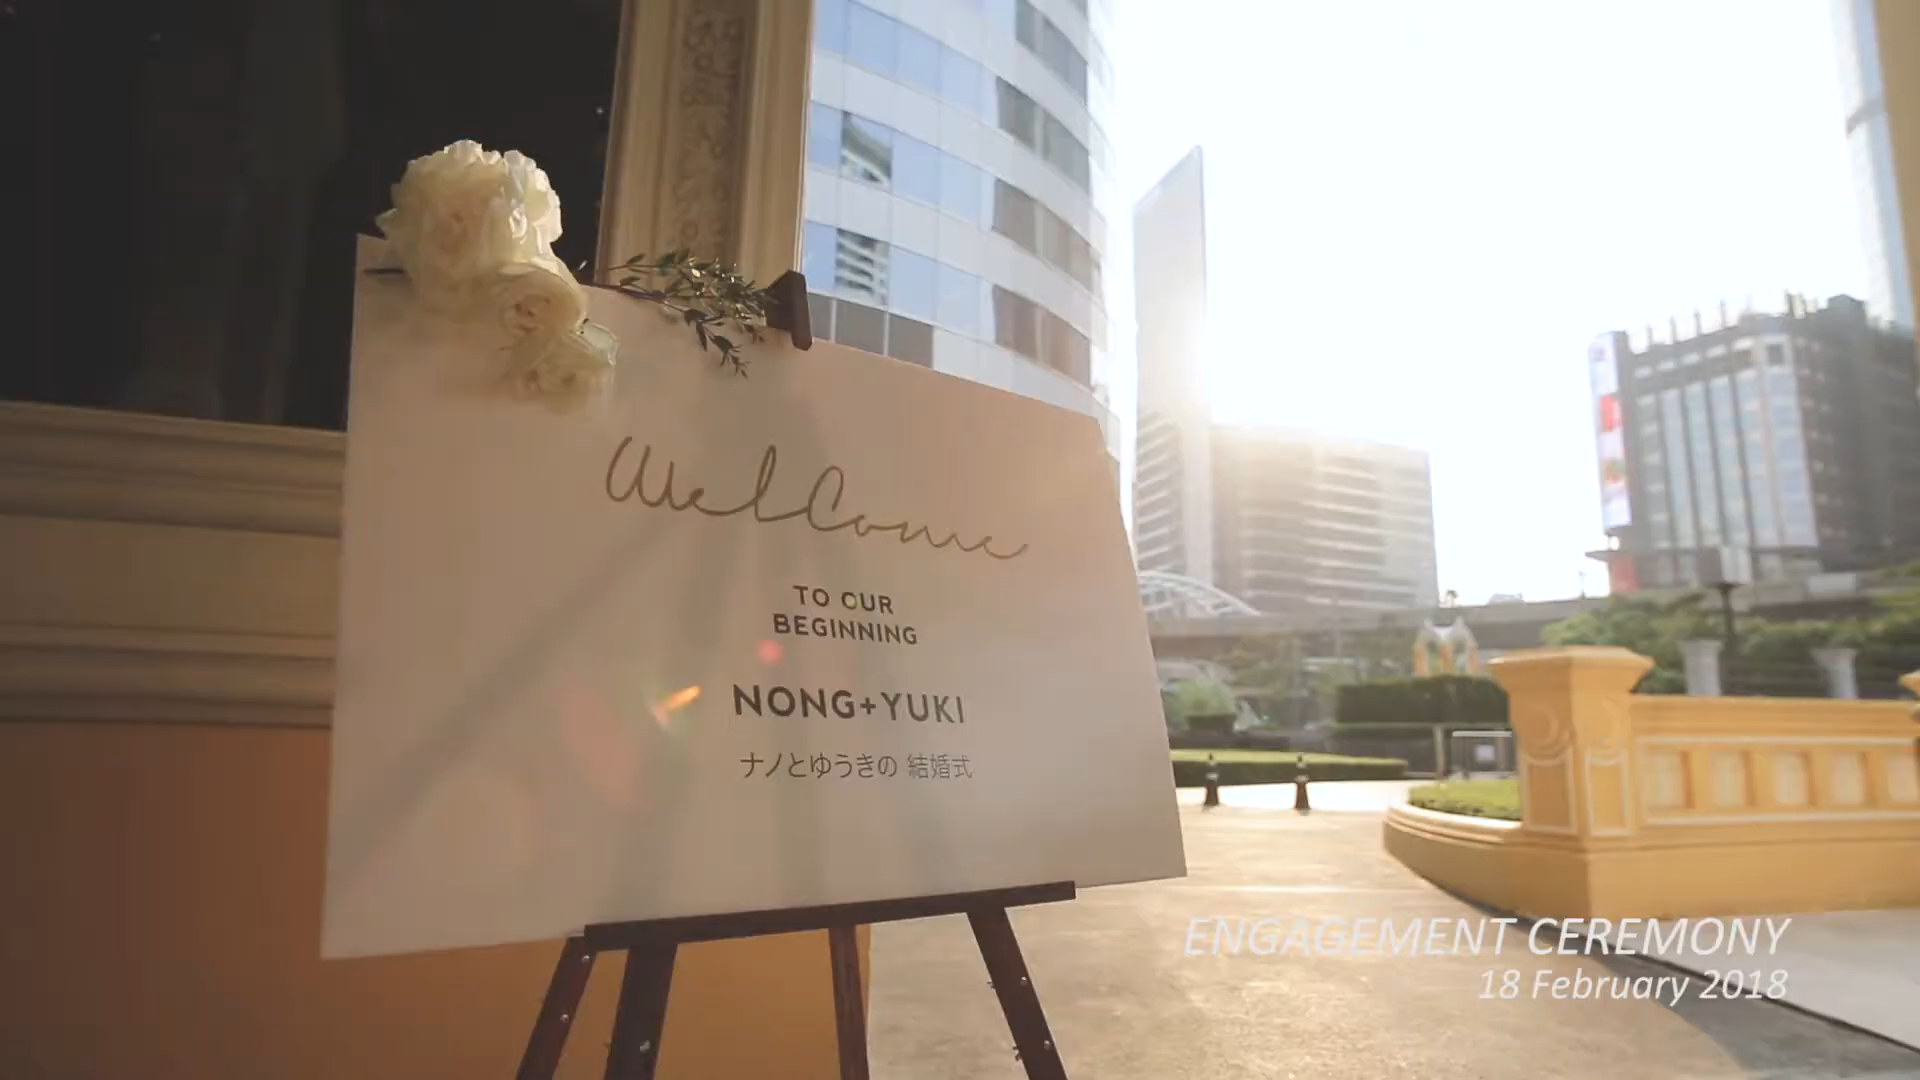 Welcome
TO OUR
BEGINNING
NONG+YUKI
ナノとゆうきの 結婚式
ENGAGEMENT CEREMONY
18 February 2018